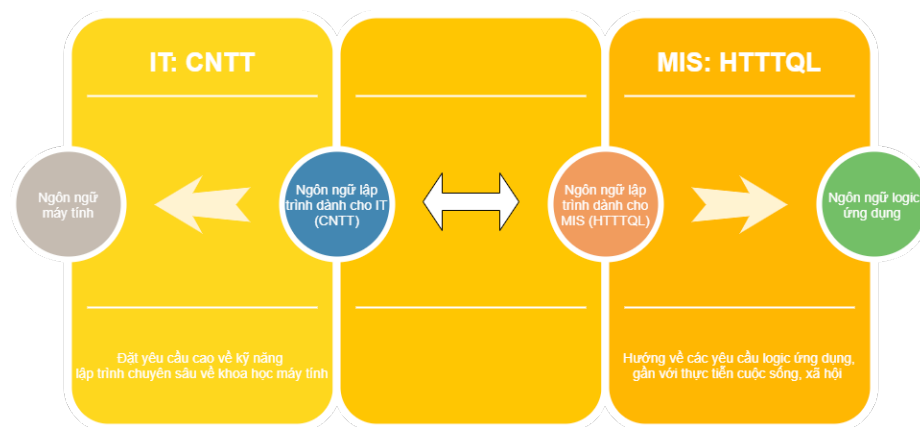 IT: CNTT
MIS: HTTTQL
Ngôn ngữ
máy tính
Ngôn ngữ lập
trình dành cho IT
(CNTT)
Ngôn ngữ lập
trình dành cho
MIS (HTTTQL)
Ngôn ngữ logic
ứng dụng
Đặt yêu cầu cao về kỹ năng
lập trình chuyên sâu về khoa học máy tính
Hướng về các yêu cầu logic ứng dụng,
gần với thực tiễn cuộc sống, xã hội